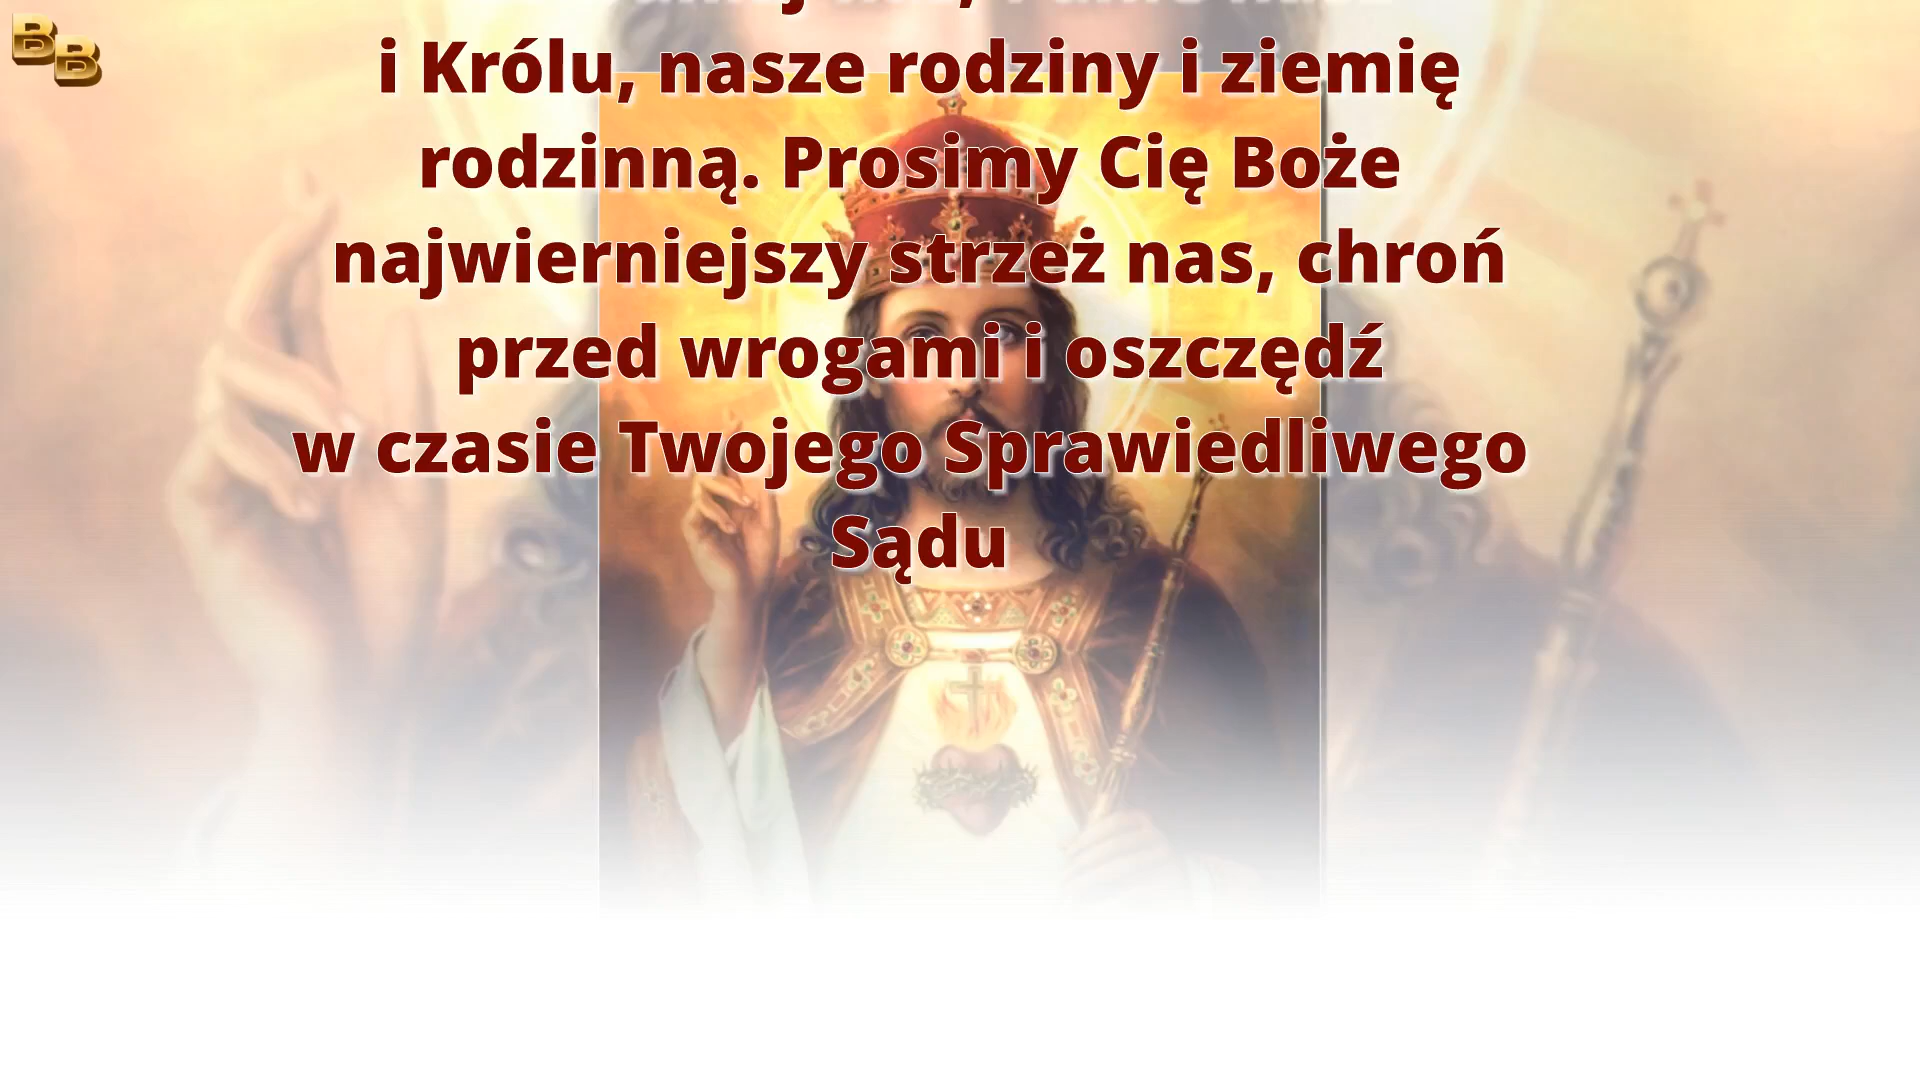 BB
i Królu, nasze rodziny i ziemię
rodzinną. Prosimy Cię Boże
najwierniejszy strzeż nas, chroń
przed wrogami i oszczędź
w czasie Twojego Sprawiedliwego
Sądu